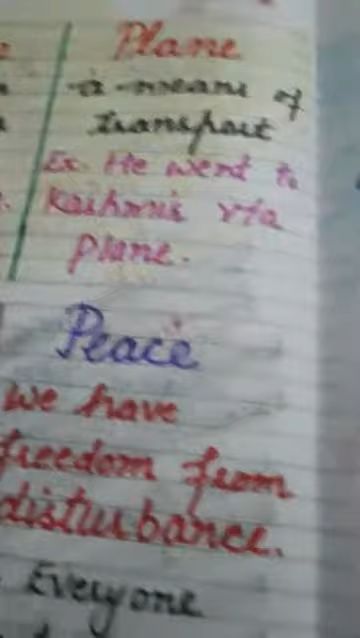 Plane
a means of
transport
Ex. He went to
Kashmir via
Plane.
Peace
we have
freedom from
disturbance.
Everyone